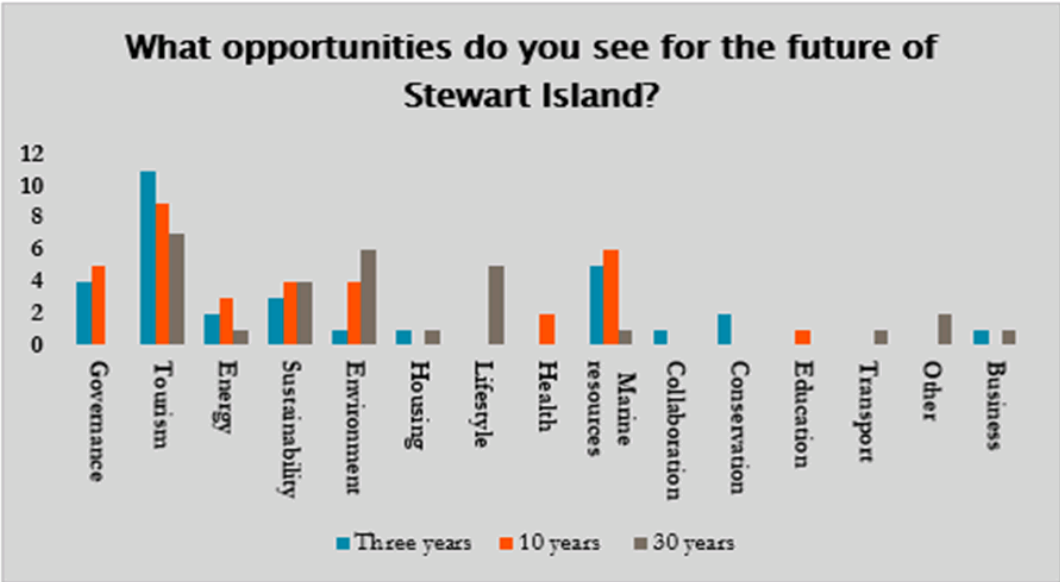 What opportunities do you see for the future of
Stewart Island?
12
10
8
6
4
2
0
Governance
Tourism
Energy
Sustainability
Environment
Housing
Lifestyle
Health
Marine
resources
Collaboration
Conservation
Education
Transport
Other
Business
Three years 10 years 30 years